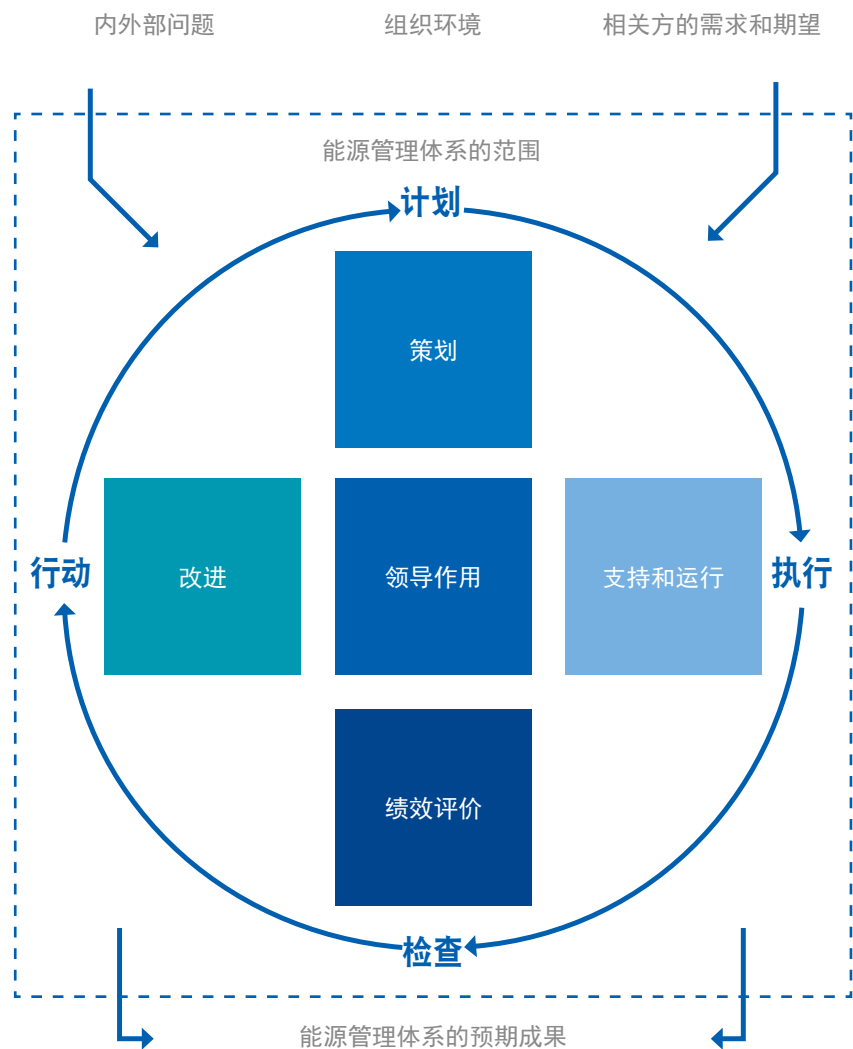 内外部问题
组织环境
相关方的需求和期望
能源管理体系的范围
计划
策划
行动
改进
领导作用
支持和运行
执行
绩效评价
检查
能源管理体系的预期成果